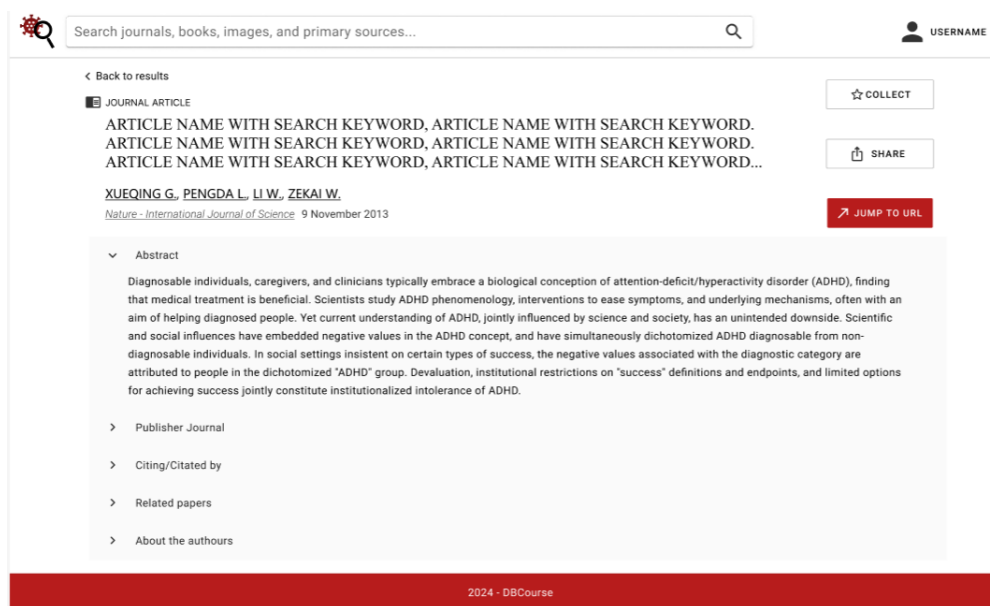 Search journals, books, images, and primary sources...
USERNAME
Back to results
JOURNAL ARTICLE
COLLECT
ARTICLE NAME WITH SEARCH KEYWORD, ARTICLE NAME WITH SEARCH KEYWORD.
ARTICLE NAME WITH SEARCH KEYWORD, ARTICLE NAME WITH SEARCH KEYWORD.
ARTICLE NAME WITH SEARCH KEYWORD, ARTICLE NAME WITH SEARCH KEYWORD...
SHARE
XUEQING G., PENGDA L., LI W., ZEKAI W.
Nature - International Journal of Science 9 November 2013
JUMP TO URL
Abstract
Diagnosable individuals, caregivers, and clinicians typically embrace a biological conception of attention-deficit/hyperactivity disorder (ADHD), finding
that medical treatment is beneficial. Scientists study ADHD phenomenology, interventions to ease symptoms, and underlying mechanisms, often with an
aim of helping diagnosed people. Yet current understanding of ADHD, jointly influenced by science and society, has an unintended downside. Scientific
and social influences have embedded negative values in the ADHD concept, and have simultaneously dichotomized ADHD diagnosable from non-
diagnosable individuals. In social settings insistent on certain types of success, the negative values associated with the diagnostic category are
attributed to people in the dichotomized "ADHD" group. Devaluation, institutional restrictions on "success" definitions and endpoints, and limited options
for achieving success jointly constitute institutionalized intolerance of ADHD.
Publisher Journal
Citing/Citated by
Related papers
About the authours
2024 - DBCourse